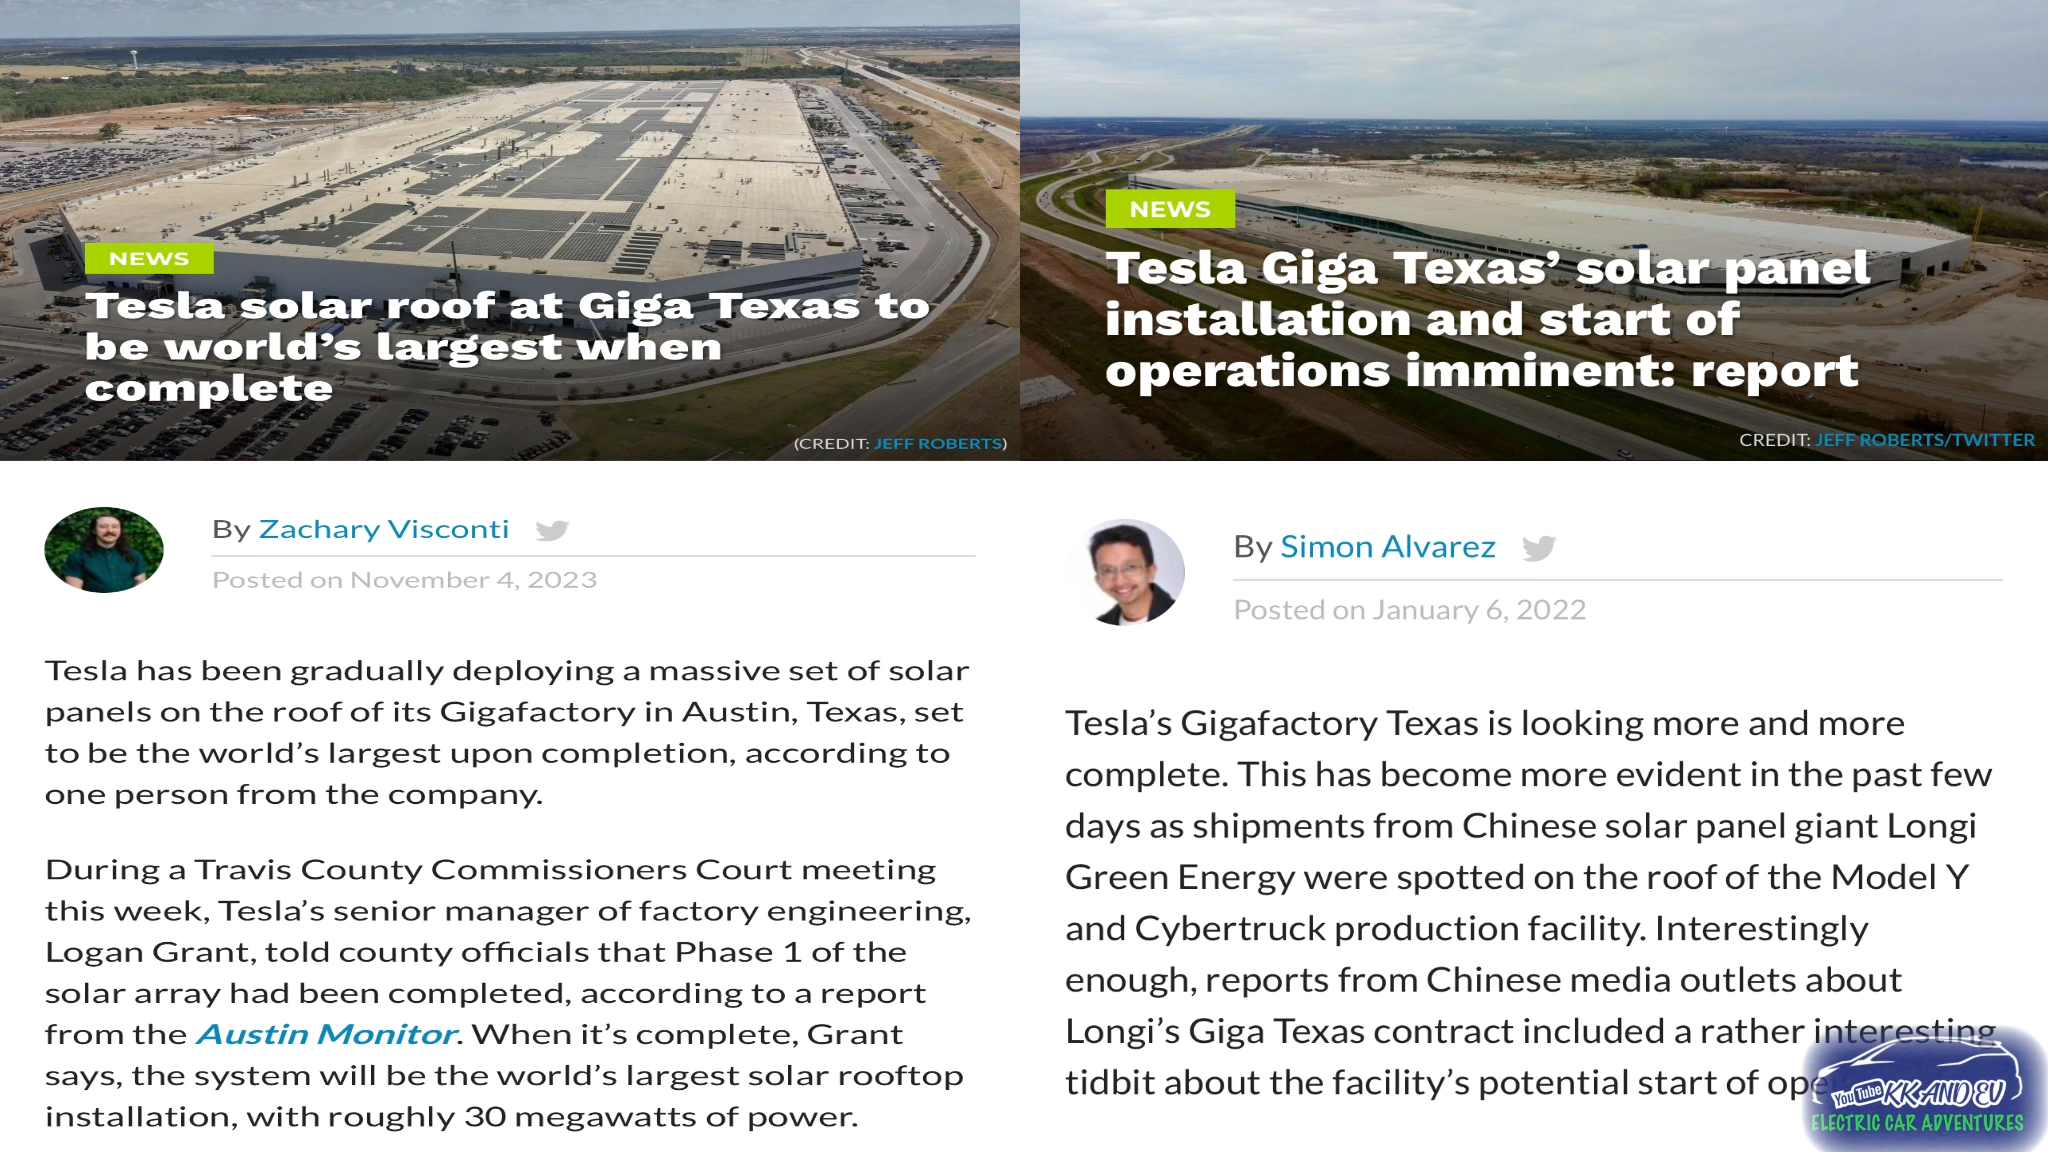 NEWS
Tesla solar roof at Giga Texas to
be world’s largest when
complete
(CREDIT: JEFF ROBERTS)
By Zachary Visconti
Posted on November 4, 2023
Tesla has been gradually deploying a massive set of solar
panels on the roof of its Gigafactory in Austin, Texas, set
to be the world’s largest upon completion, according to
one person from the company.
During a Travis County Commissioners Court meeting
this week, Tesla’s senior manager of factory engineering,
Logan Grant, told county officials that Phase 1 of the
solar array had been completed, according to a report
from the Austin Monitor. When it’s complete, Grant
says, the system will be the world’s largest solar rooftop
installation, with roughly 30 megawatts of power.
NEWS
Tesla Giga Texas’ solar panel
installation and start of
operations imminent: report
CREDIT: JEFF ROBERTS/TWITTER
By Simon Alvarez
Posted on January 6, 2022
Tesla’s Gigafactory Texas is looking more and more
complete. This has become more evident in the past few
days as shipments from Chinese solar panel giant Longi
Green Energy were spotted on the roof of the Model Y
and Cybertruck production facility. Interestingly
enough, reports from Chinese media outlets about
Longi’s Giga Texas contract included a rather interesting
tidbit about the facility’s potential start of
YouTube KK AND EV
ELECTRIC CAR ADVENTURES